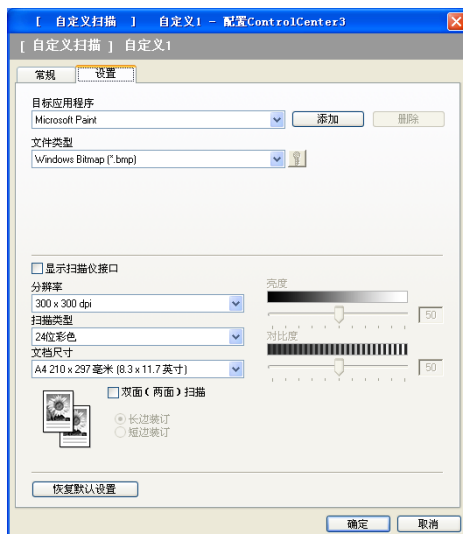 [ 自定义扫描 ] 自定义1 - 配置ControlCenter3
[ 自定义扫描 ] 自定义1
常规 设置
目标应用程序
Microsoft Paint 添加 删除
文件类型
Windows Bitmap (*.bmp)
显示扫描仪接口
分辨率 亮度
300 x 300 dpi 50
扫描类型
24位彩色 对比度
文档尺寸
A4 210 x 297 毫米 (8.3 x 11.7 英寸) 50
双面 ( 两面 ) 扫描
长边装订
短边装订
恢复默认设置
确定 取消